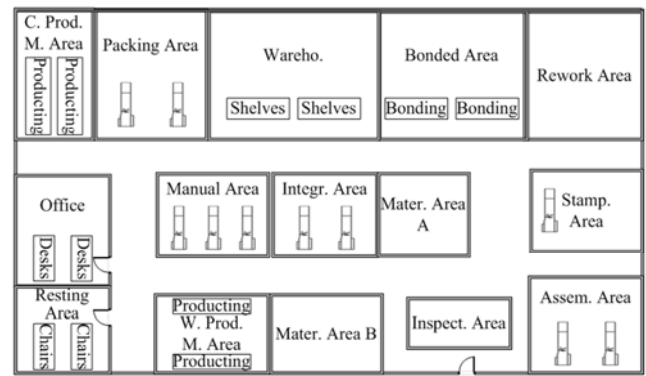 C. Prod.
M. Area
Producting
Producting
Packing Area
Wareho.
Shelves
Shelves
Bonded Area
Bonding
Bonding
Rework Area
Office
Desks
Desks
Manual Area
Integr. Area
Mater. Area
A
Stamp.
Area
Resting
Area
Chairs
Chairs
Producting
W. Prod.
M. Area
Producting
Mater. Area B
Inspect. Area
Assem. Area